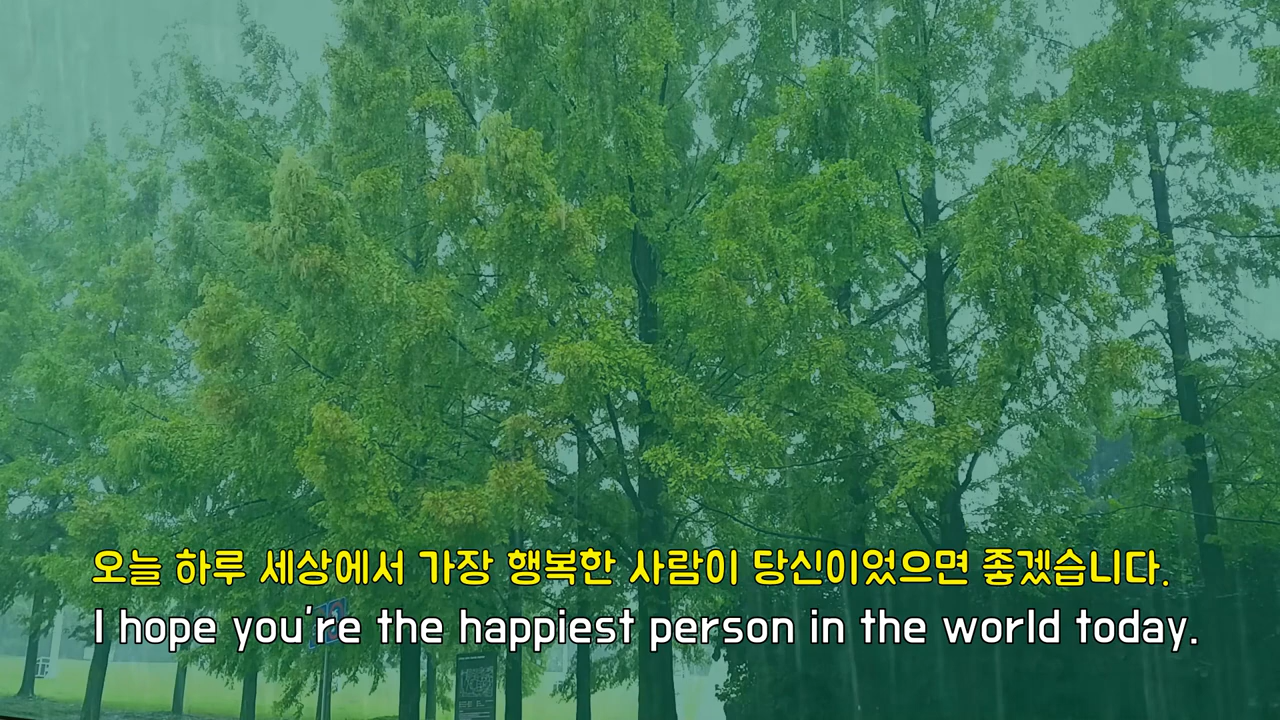 오늘 하루 세상에서 가장 행복한 사람이 당신이었으면 좋겠습니다.
I hope you're the happiest person in the world today.